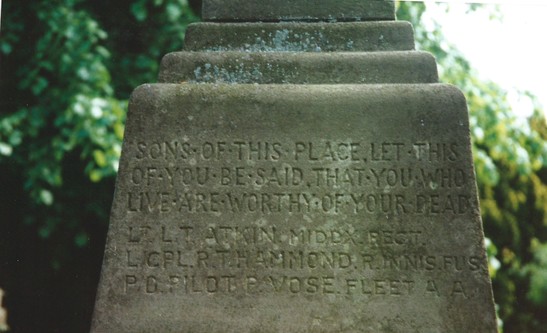 SONS·OF·THIS·PLACE, LET·THIS
OF·YOU·BE·SAID, THAT·YOU·WHO
LIVE·ARE·WORTHY·OF·YOUR·DEAD
LT. L.T. ATKIN. MIDDX. REGT.
L/CPL. R.T. HAMMOND. R. INNIS. FUS
P.O. PILOT P. VOSE. FLEET A A